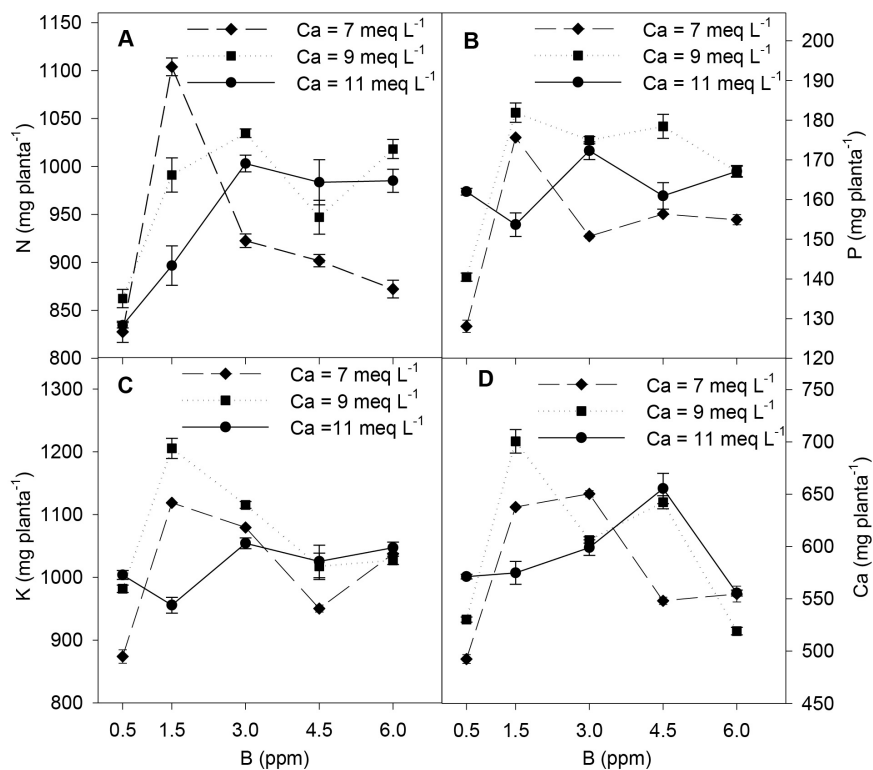 A
Ca = 7 meq L⁻¹
Ca = 9 meq L⁻¹
Ca = 11 meq L⁻¹
1150
1100
1050
1000
950
900
850
800
N (mg planta⁻¹)
B
Ca = 7 meq L⁻¹
Ca = 9 meq L⁻¹
Ca = 11 meq L⁻¹
200
190
180
170
160
150
140
130
120
P (mg planta⁻¹)
C
Ca = 7 meq L⁻¹
Ca = 9 meq L⁻¹
Ca =11 meq L⁻¹
1300
1200
1100
1000
900
800
K (mg planta⁻¹)
0.5 1.5 3.0 4.5 6.0
B (ppm)
D
Ca = 7 meq L⁻¹
Ca = 9 meq L⁻¹
Ca = 11 meq L⁻¹
750
700
650
600
550
500
450
Ca (mg planta⁻¹)
0.5 1.5 3.0 4.5 6.0
B (ppm)